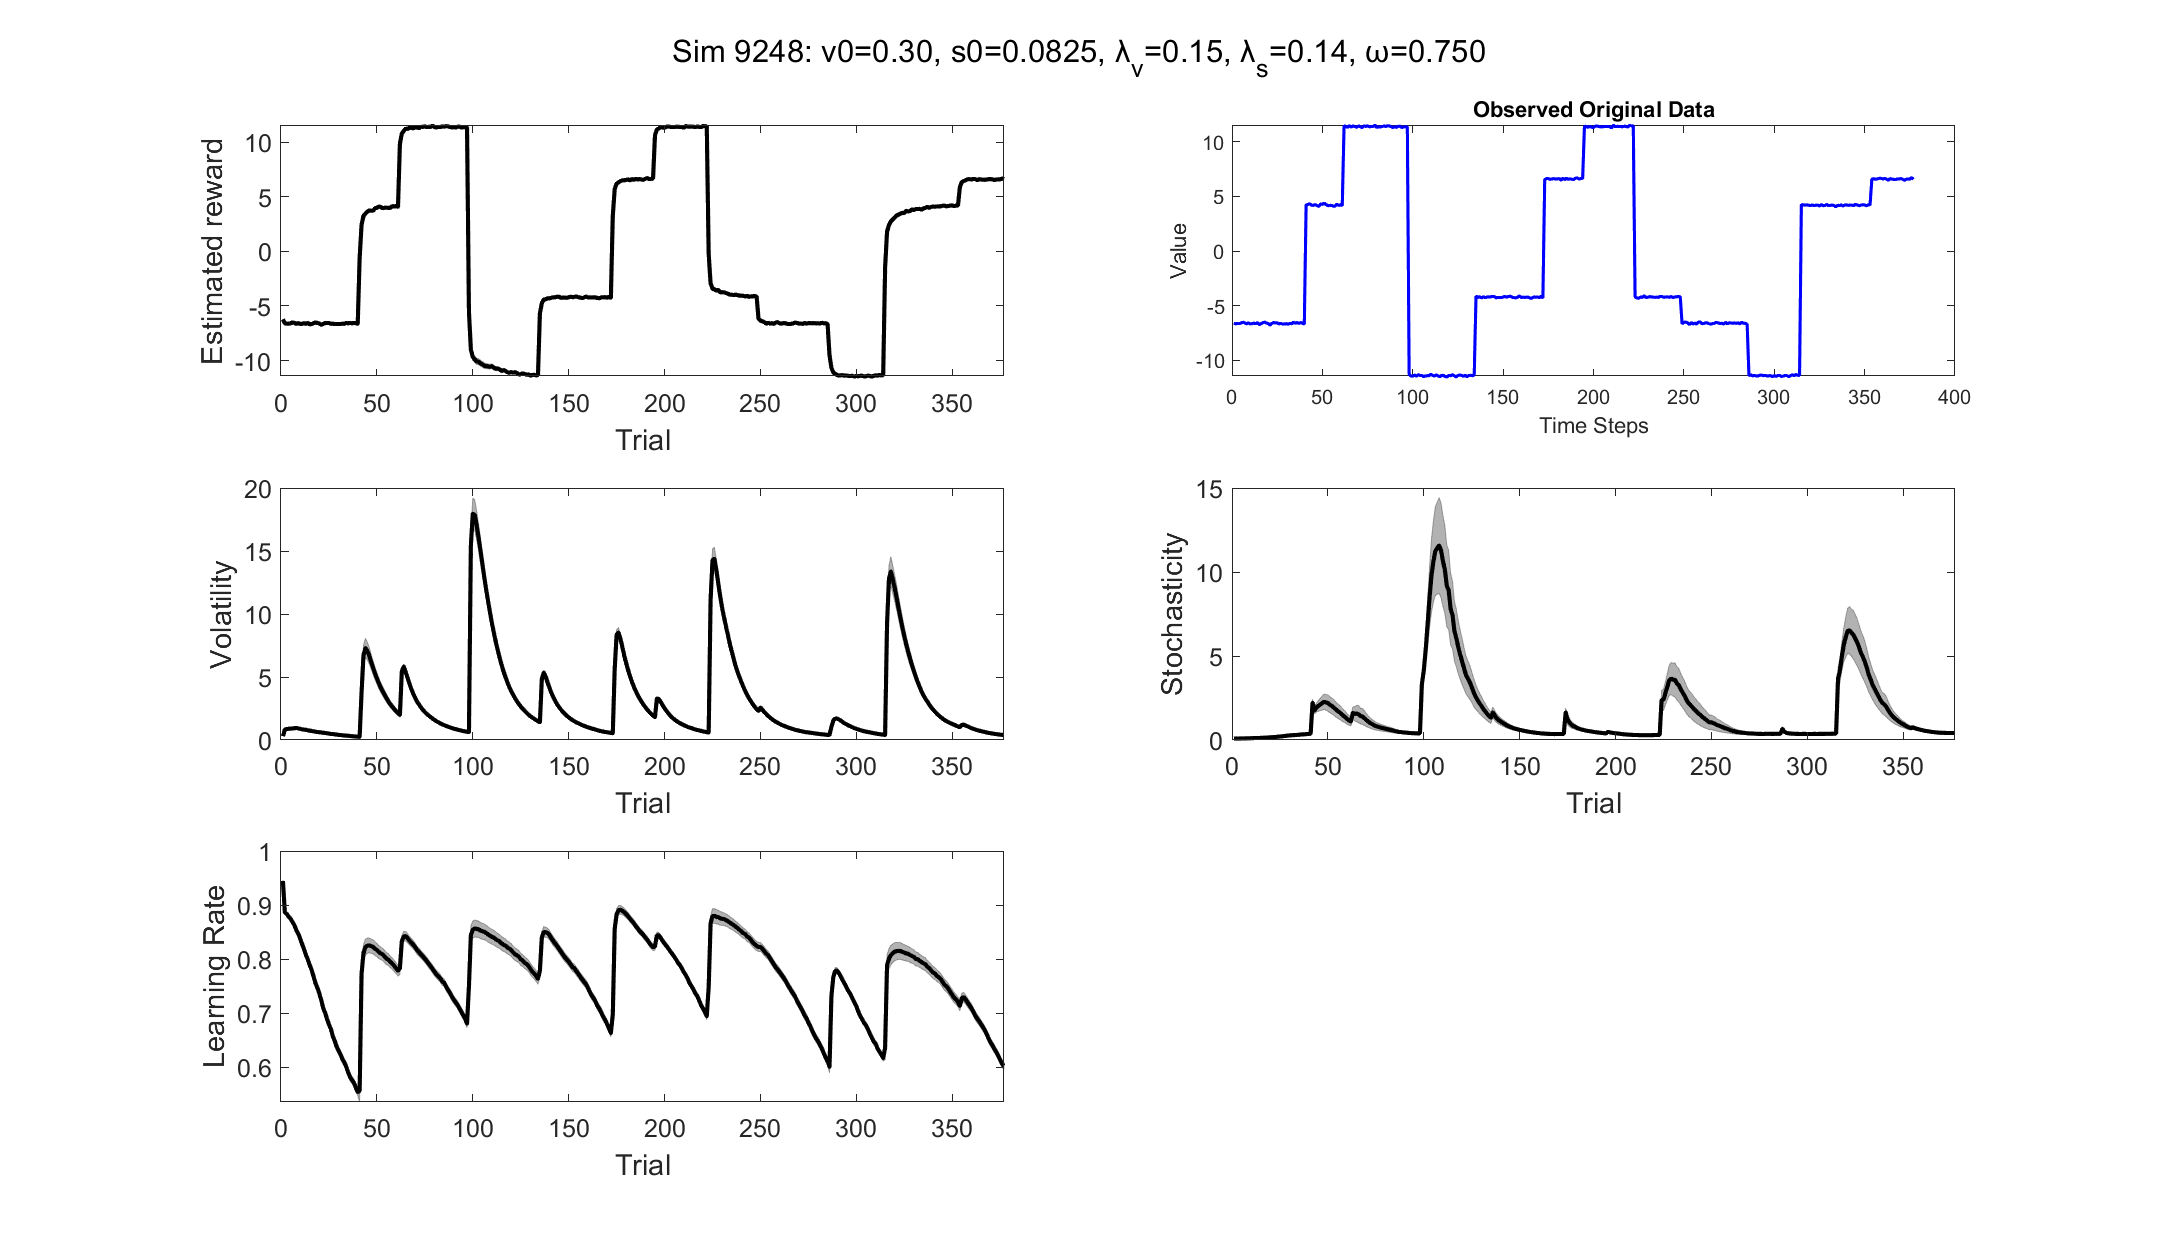 Sim 9248: v0=0.30, s0=0.0825, λ_v=0.15, λ_s=0.14, ω=0.750
Estimated reward
10
5
0
-5
-10
0 50 100 150 200 250 300 350
Trial
Observed Original Data
Value
10
5
0
-5
-10
0 50 100 150 200 250 300 350 400
Time Steps
Volatility
20
15
10
5
0
0 50 100 150 200 250 300 350
Trial
Stochasticity
15
10
5
0
0 50 100 150 200 250 300 350
Trial
Learning Rate
1
0.9
0.8
0.7
0.6
0 50 100 150 200 250 300 350
Trial